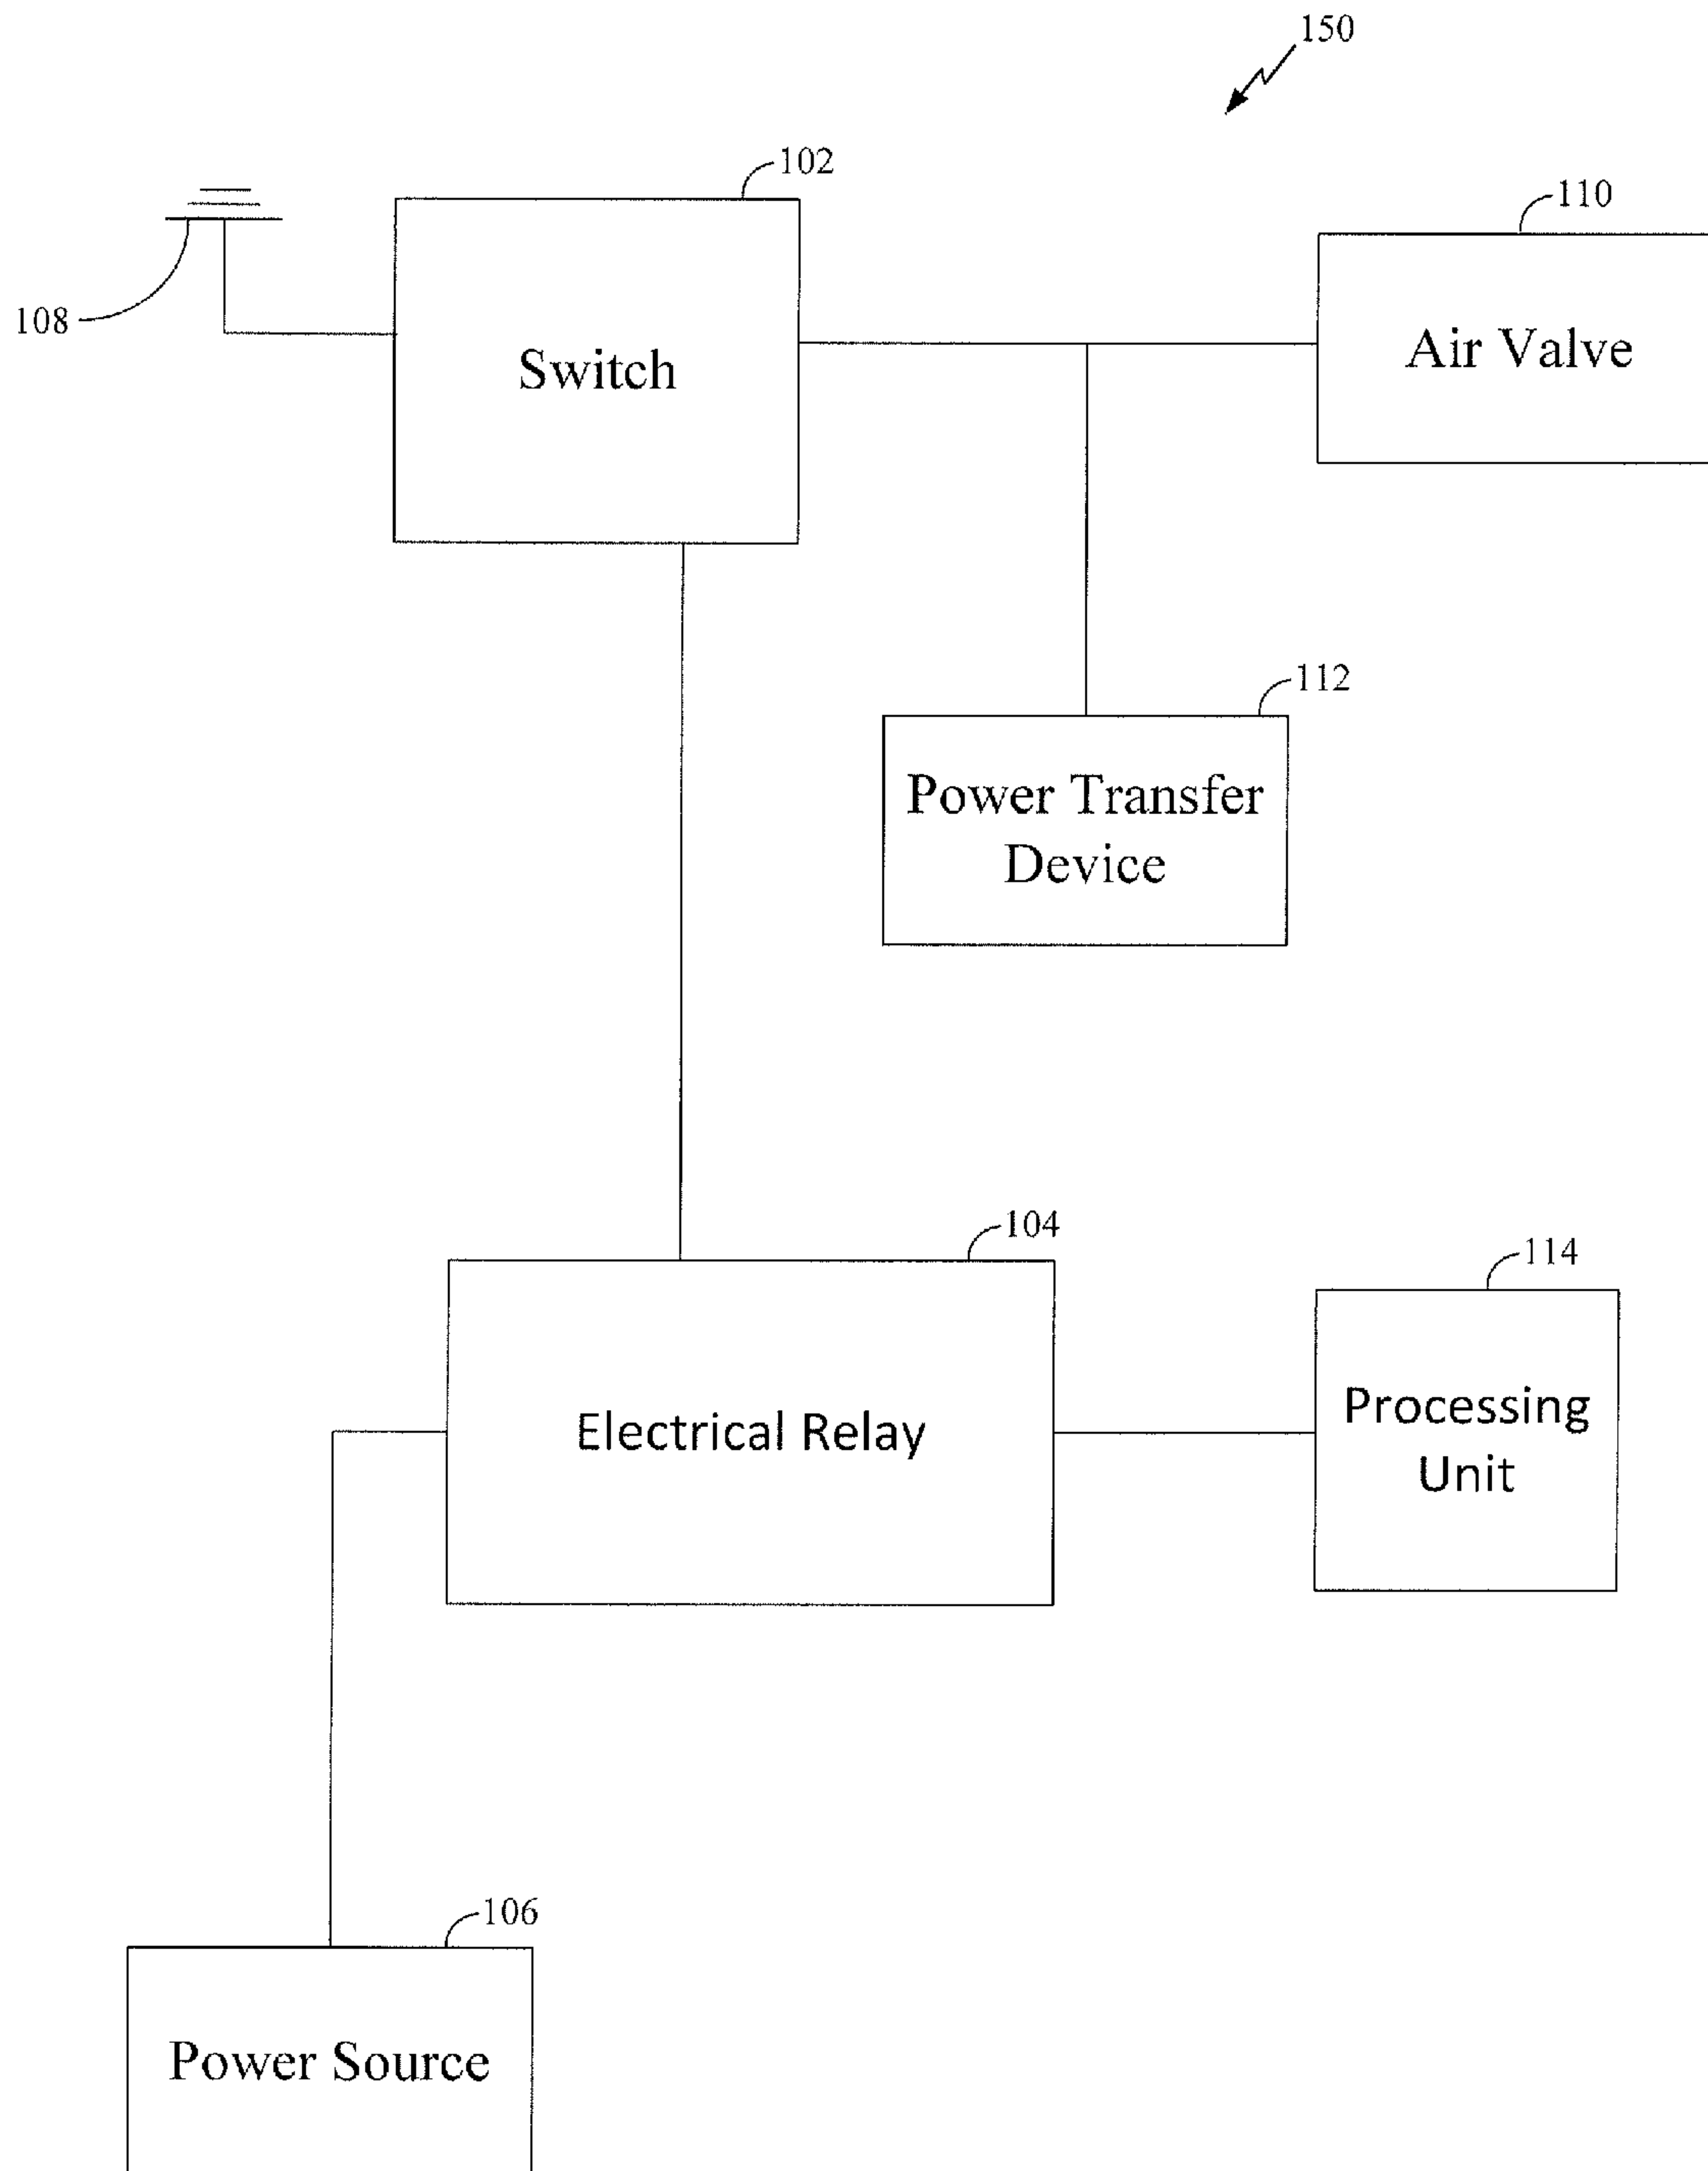 150
102
110
108
Switch
Air Valve
112
Power Transfer
Device
104
114
Electrical Relay
Processing
Unit
106
Power Source